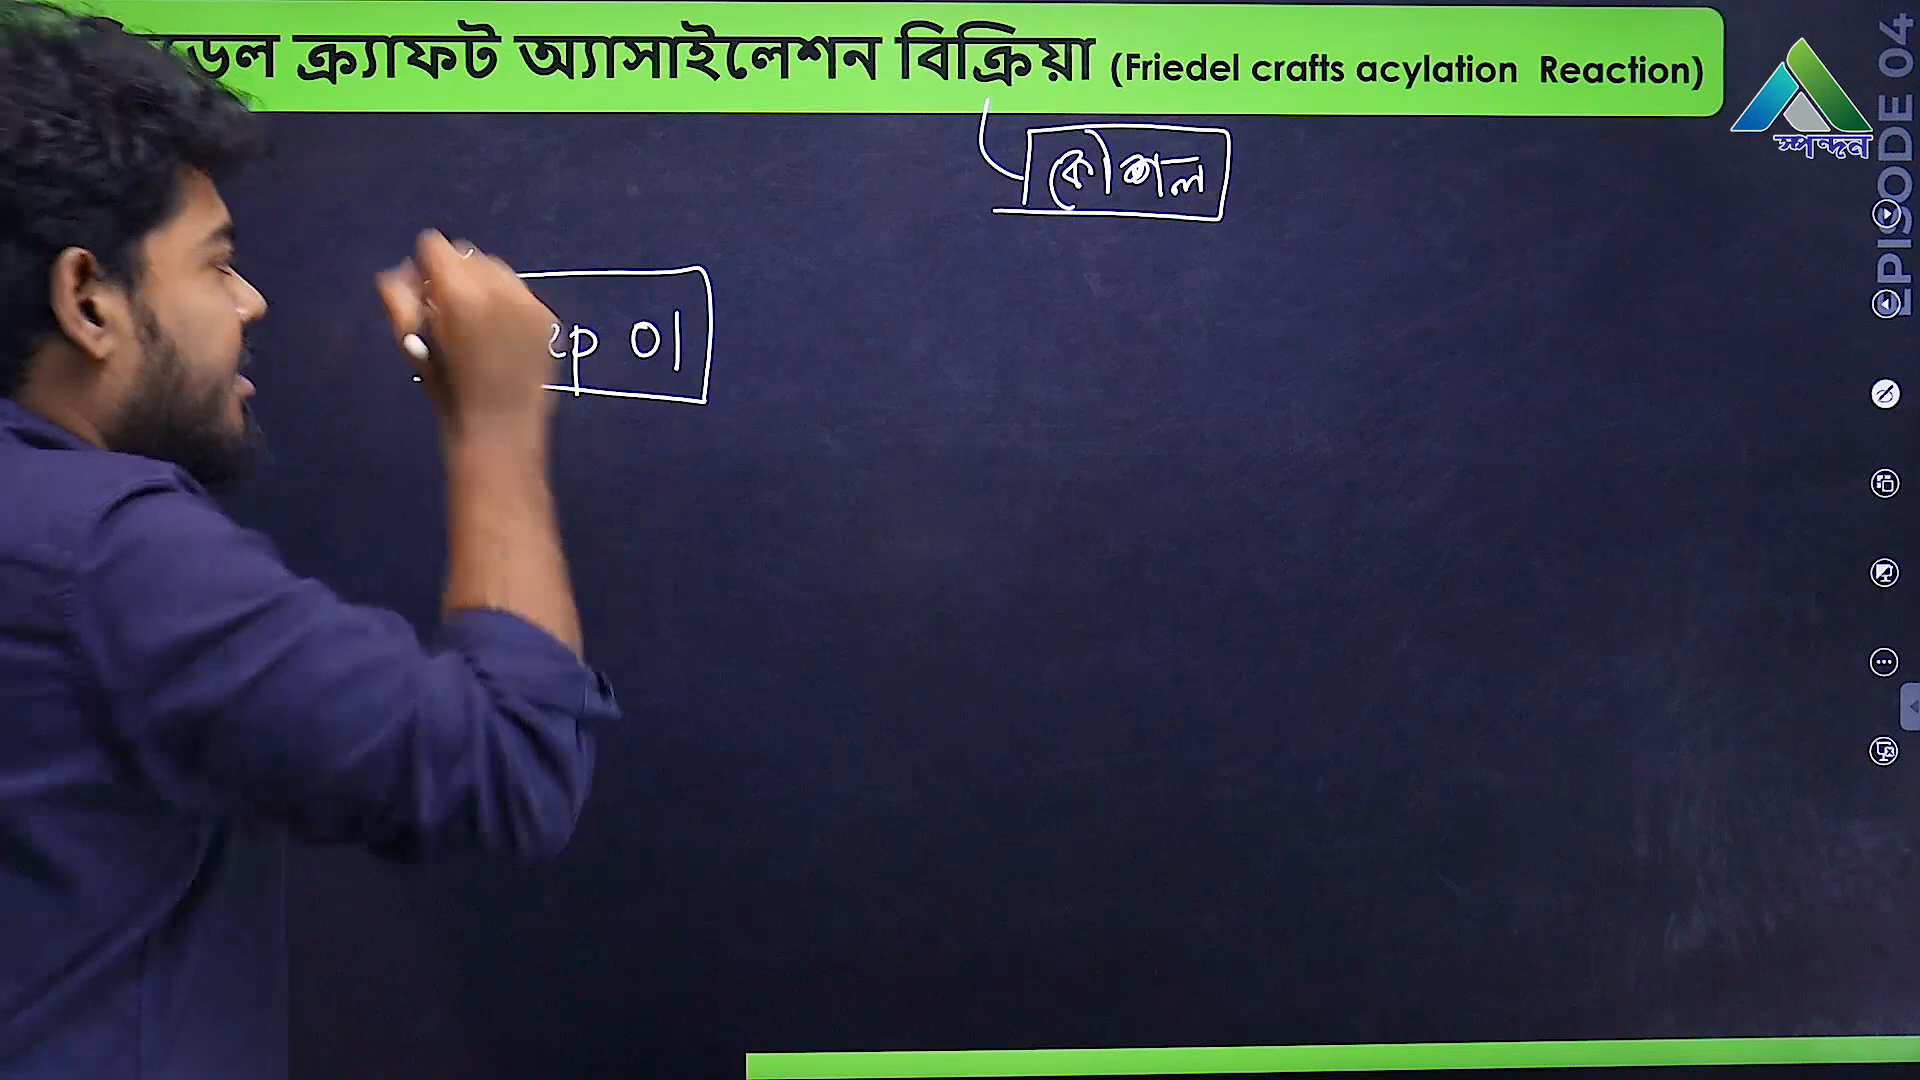 ডেল ক্র্যাফট অ্যাসাইলেশন বিক্রিয়া (Friedel crafts acylation Reaction)
স্পন্দন
EPISODE 04
কৌশল
ep 01